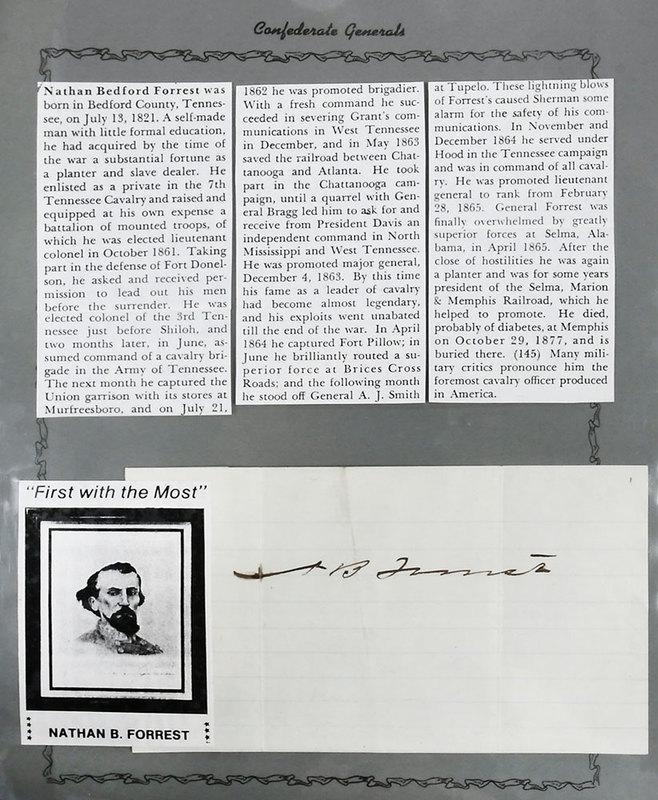 Confederate Generals
Nathan Bedford Forrest was
born in Bedford County, Tennes-
see, on July 13, 1821. A self-made
man with little formal education,
he had acquired by the time of
the war a substantial fortune as
a planter and slave dealer. He
enlisted as a private in the 7th
Tennessee Cavalry and raised and
equipped at his own expense a
battalion of mounted troops, of
which he was elected lieutenant
colonel in October 1861. Taking
part in the defense of Fort Donel-
son, he asked and received per-
mission to lead out his men
before the surrender. He was
elected colonel of the 3rd Ten-
nessee just before Shiloh, and
two months later, in June, as-
sumed command of a cavalry bri-
gade in the Army of Tennessee.
The next month he captured the
Union garrison with its stores at
Murfreesboro, and on July 21,
1862 he was promoted brigadier.
With a fresh command he suc-
ceeded in severing Grant's com-
munications in West Tennessee
in December, and in May 1863
saved the railroad between Chat-
tanooga and Atlanta. He took
part in the Chattanooga cam-
paign, until a quarrel with Gen-
eral Bragg led him to ask for and
receive from President Davis an
independent command in North
Mississippi and West Tennessee.
He was promoted major general,
December 4, 1863. By this time
his fame as a leader of cavalry
had become almost legendary,
and his exploits went unabated
till the end of the war. In April
1864 he captured Fort Pillow; in
June he brilliantly routed a su-
perior force at Brices Cross
Roads; and the following month
he stood off General A. J. Smith
at Tupelo. These lightning blows
of Forrest's caused Sherman some
alarm for the safety of his com-
munications. In November and
December 1864 he served under
Hood in the Tennessee campaign
and was in command of all caval-
ry. He was promoted lieutenant
general to rank from February
28, 1865. General Forrest was
finally overwhelmed by greatly
superior forces at Selma, Ala-
bama, in April 1865. After the
close of hostilities he was again
a planter and was for some years
president of the Selma, Marion
& Memphis Railroad, which he
helped to promote. He died,
probably of diabetes, at Memphis
on October 29, 1877, and is
buried there. (145) Many mili-
tary critics pronounce him the
foremost cavalry officer produced
in America.
"First with the Most"
NATHAN B. FORREST
N B Forrest